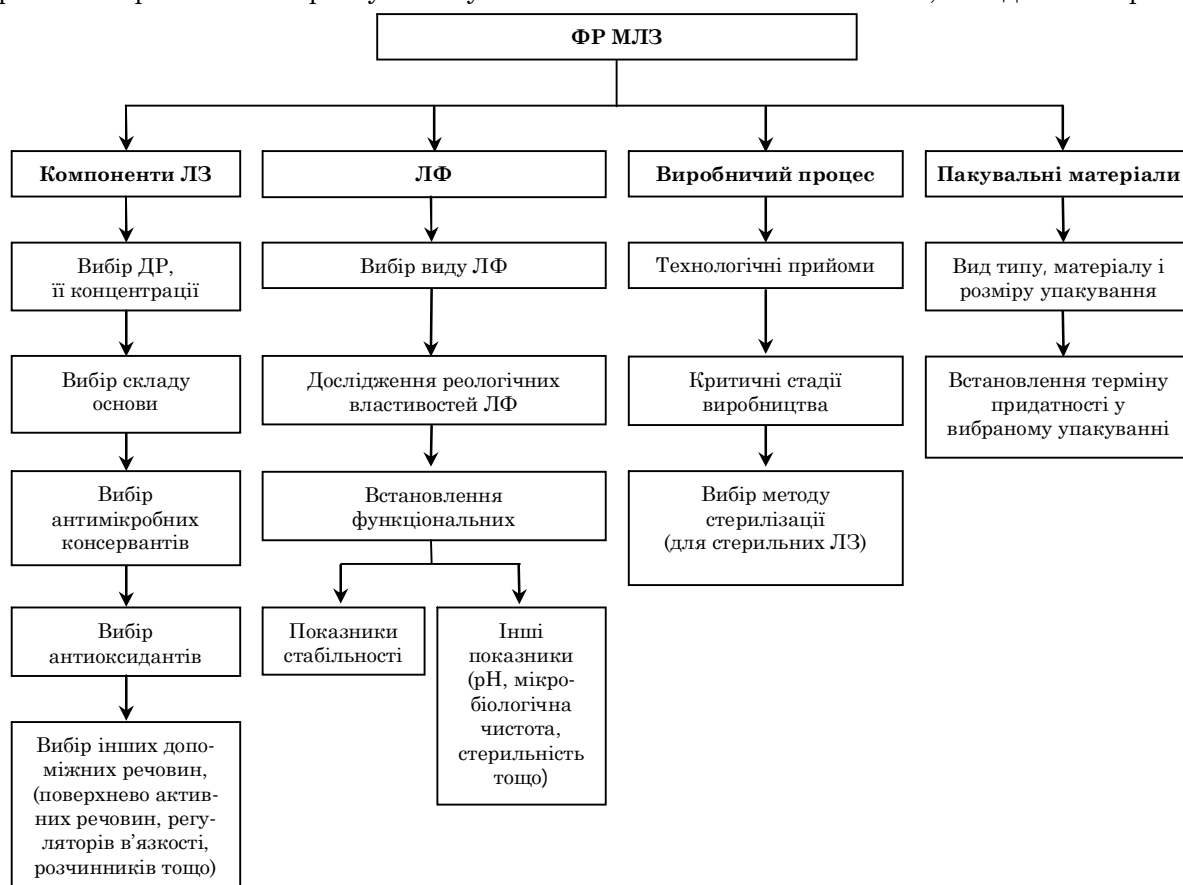 ФР МЛЗ
Компоненти ЛЗ
ЛФ
Виробничий процес
Пакувальні матеріали
Вибір ДР,
її концентрації
Вибір виду ЛФ
Технологічні прийоми
Вид типу, матеріалу і
розміру упакування
Вибір складу
основи
Дослідження реологічних
властивостей ЛФ
Критичні стадії
виробництва
Встановлення терміну
придатності у
вибраному упакуванні
Вибір
антимікробних
консервантів
Встановлення
функціональних
Вибір методу
стерилізації
(для стерильних ЛЗ)
Вибір
антиоксидантів
Показники
стабільності
Інші
показники
(рН, мікро-
біологічна
чистота,
стерильність
тощо)
Вибір інших допо-
міжних речовин,
(поверхнево актив-
них речовин, регу-
ляторів в’язкості,
розчинників тощо)